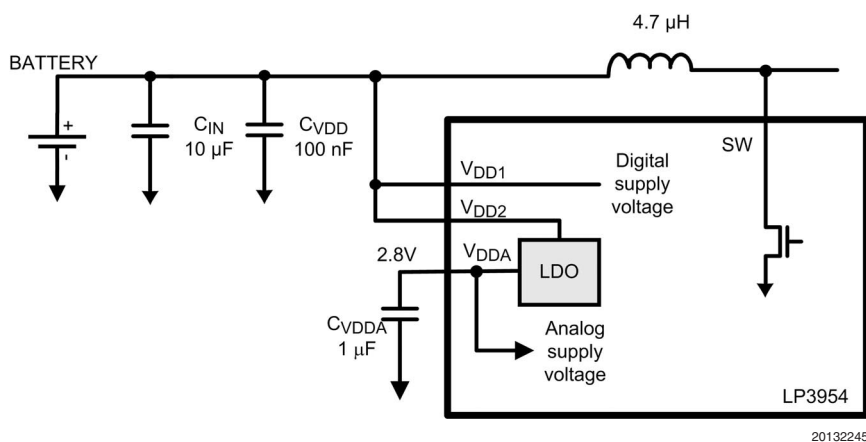 4.7 μH
BATTERY
+
-
CIN
10 μF
CVDD
100 nF
SW
VDD1
Digital
supply
voltage
VDD2
2.8V
VDDA
LDO
CVDDA
1 μF
Analog
supply
voltage
LP3954
20132245